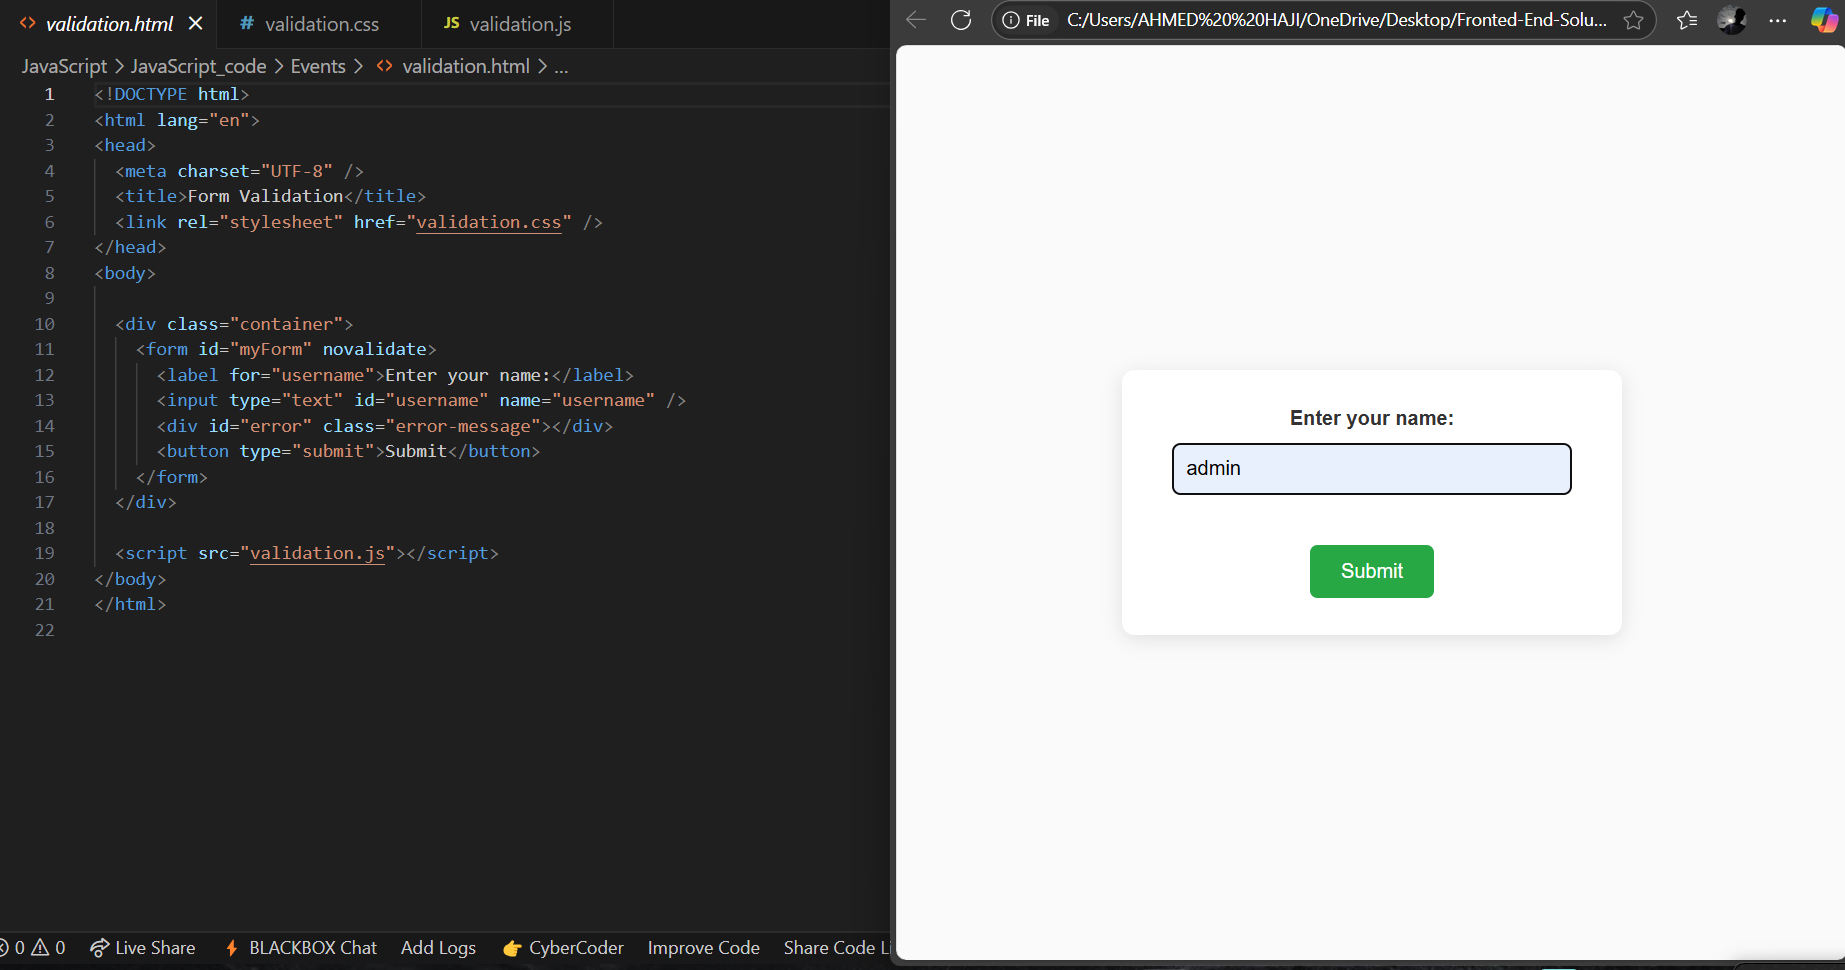 validation.html
# validation.css
JS validation.js
JavaScript > JavaScript_code > Events > <> validation.html > ...
1 <!DOCTYPE html>
2 <html lang="en">
3 <head>
4 <meta charset="UTF-8" />
5 <title>Form Validation</title>
6 <link rel="stylesheet" href="validation.css" />
7 </head>
8 <body>
9
10 <div class="container">
11 <form id="myForm" novalidate>
12 <label for="username">Enter your name:</label>
13 <input type="text" id="username" name="username" />
14 <div id="error" class="error-message"></div>
15 <button type="submit">Submit</button>
16 </form>
17 </div>
18
19 <script src="validation.js"></script>
20 </body>
21 </html>
22
0 0 Live Share BLACKBOX Chat Add Logs CyberCoder Improve Code Share Code Li
File C:/Users/AHMED%20%20HAJI/OneDrive/Desktop/Fronted-End-Solu...
Enter your name:
admin
Submit